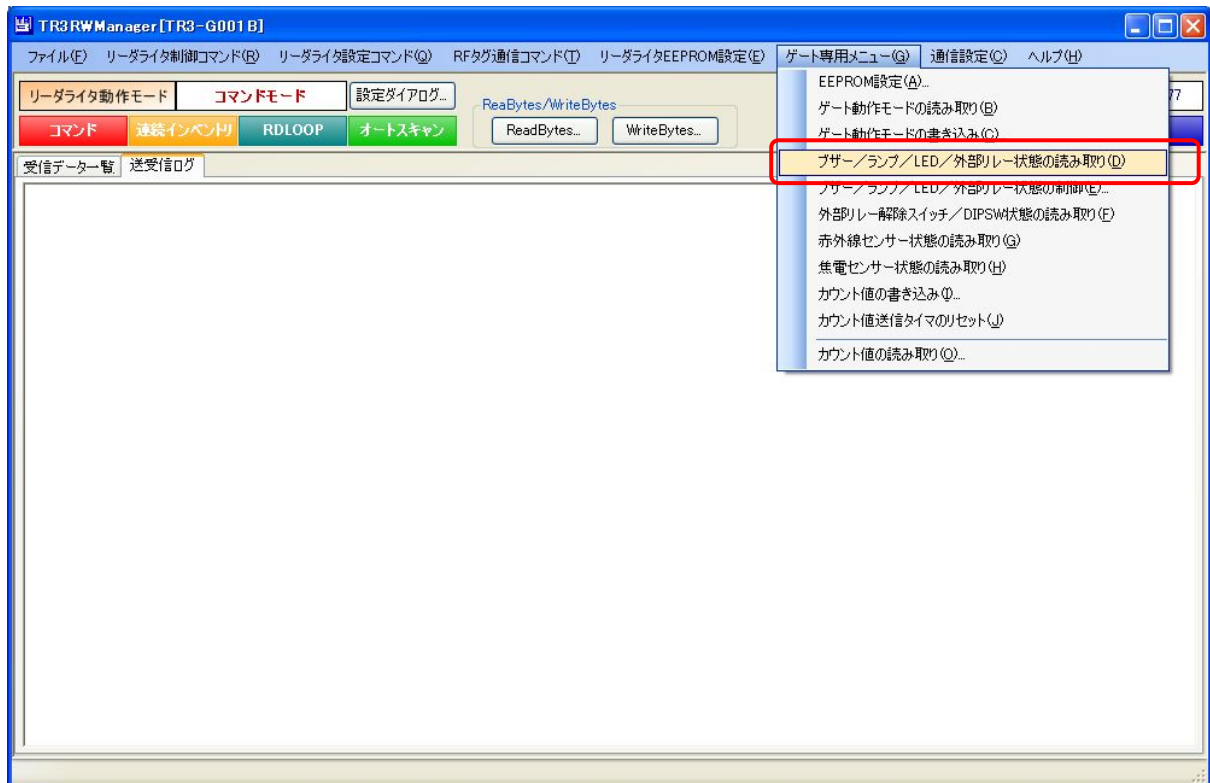 TR3RWManager[TR3-G001B]
ファイル(F) リーダライタ制御コマンド(R) リーダライタ設定コマンド(Q) RFタグ通信コマンド(T) リーダライタEEPROM設定(E) ゲート専用メニュー(G) 通信設定(C) ヘルプ(H)
リーダライタ動作モード コマンドモード 設定ダイアログ...
コマンド 連続インベントリ RDLOOP オートスキャン
ReaBytes/WriteBytes
ReadBytes... WriteBytes...
77
受信データ一覧 送受信ログ
EEPROM設定(A)...
ゲート動作モードの読み取り(B)
ゲート動作モードの書き込み(C)
ブザー/ランプ/LED/外部リレー状態の読み取り(D)
ブザー/ランプ/LED/外部リレー状態の制御(E)...
外部リレー解除スイッチ/DIPSW状態の読み取り(F)
赤外線センサー状態の読み取り(G)
焦電センサー状態の読み取り(H)
カウント値の書き込み(I)...
カウント値送信タイマのリセット(J)
カウント値の読み取り(O)...